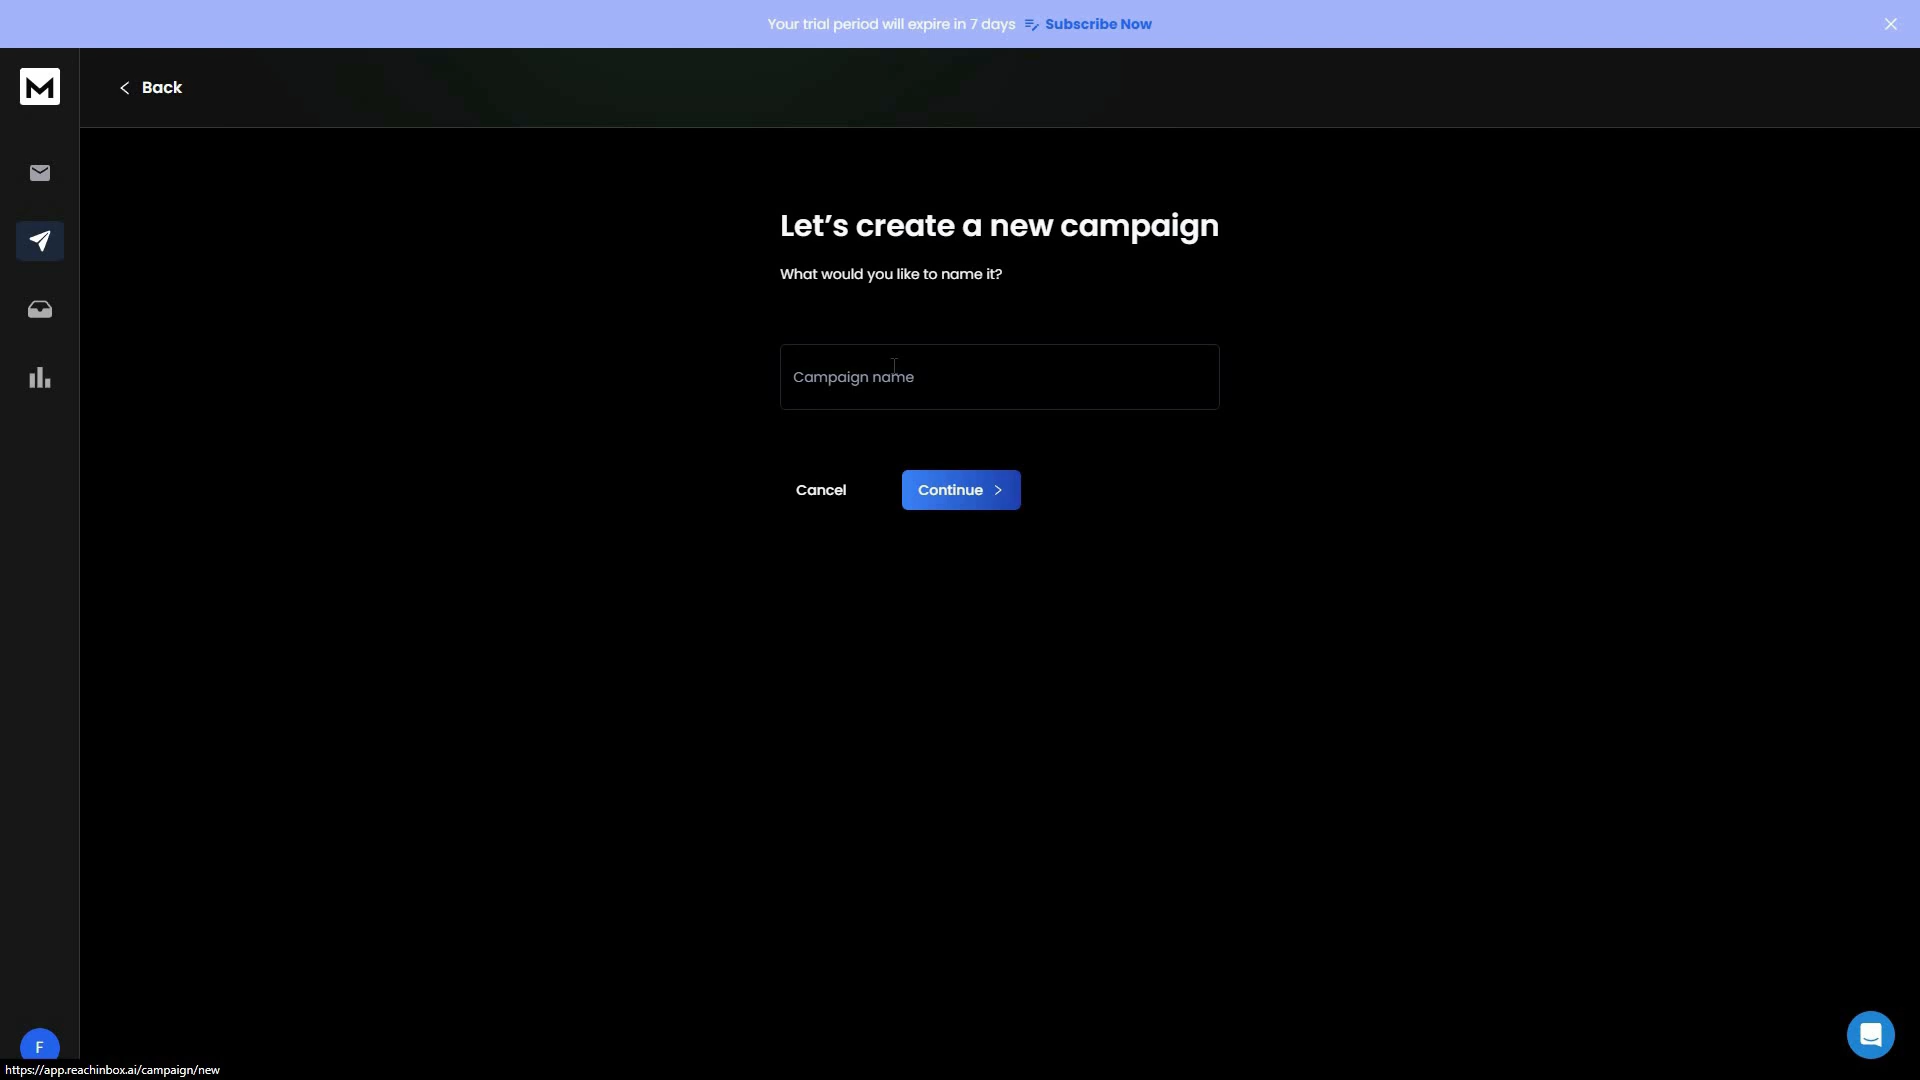 Your trial period will expire in 7 days Subscribe Now
M
Back
Let’s create a new campaign
What would you like to name it?
Campaign name
Cancel Continue
F
https://app.reachinbox.ai/campaign/new